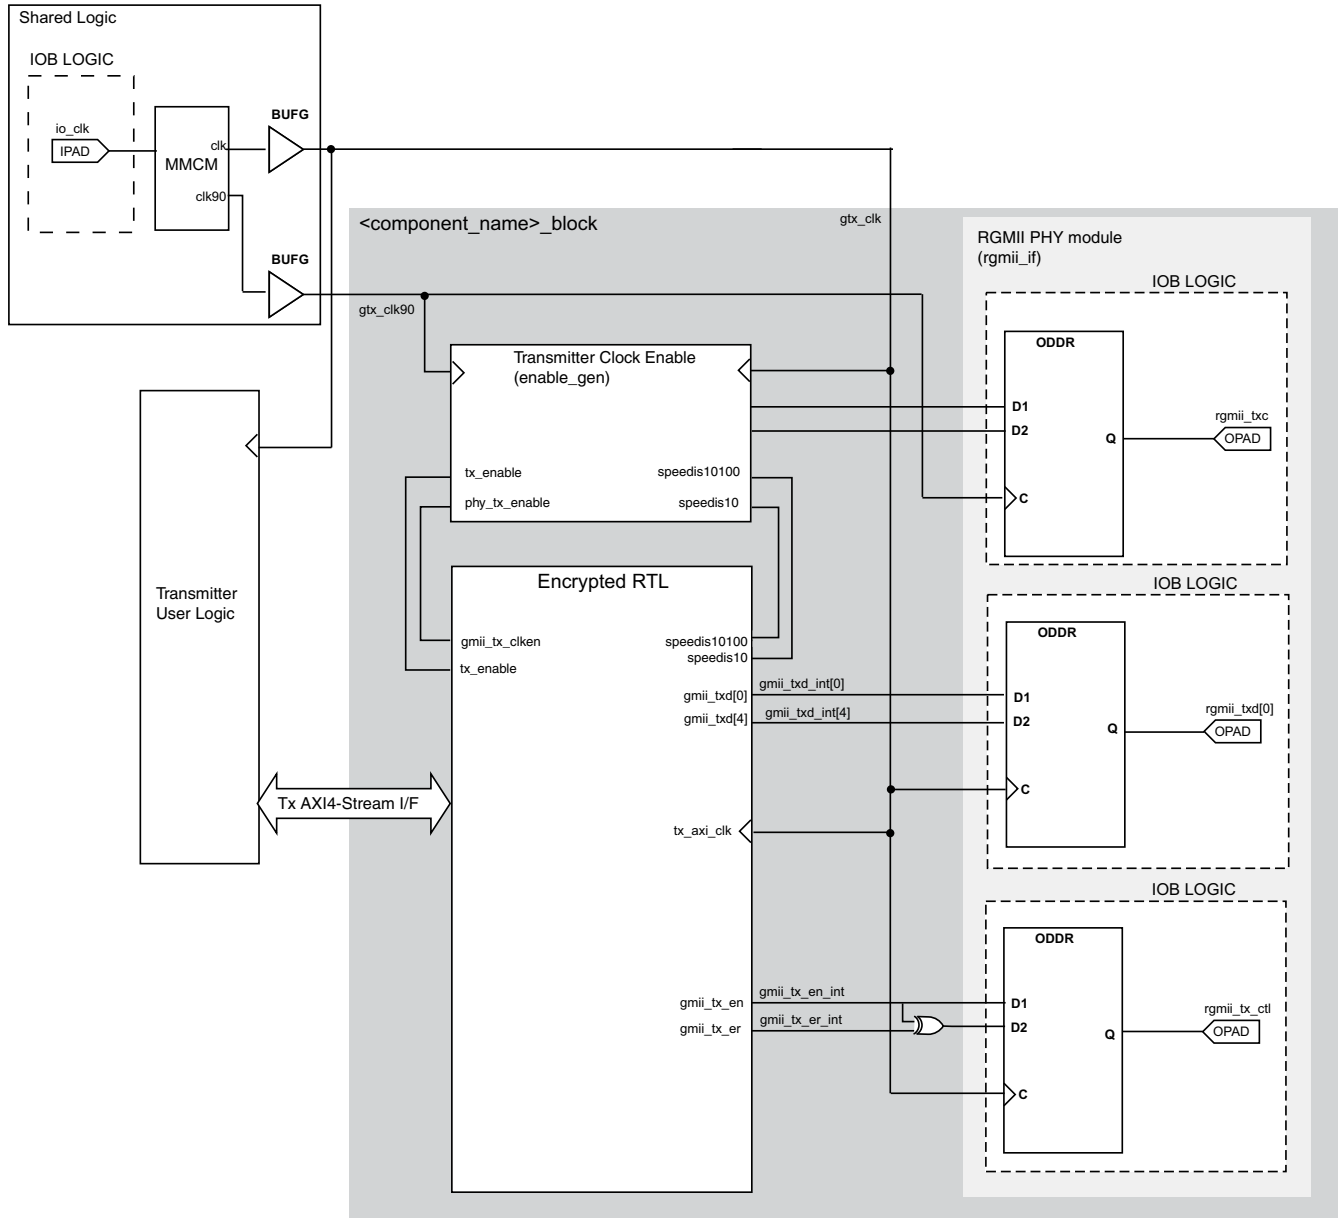 Shared Logic
IOB LOGIC
io_clk
IPAD
MMCM
clk
clk90
BUFG
BUFG
<component_name>_block
gtx_clk
gtx_clk90
RGMII PHY module
(rgmii_if)
IOB LOGIC
ODDR
D1
D2
Q
C
rgmii_txc
OPAD
Transmitter Clock Enable
(enable_gen)
tx_enable
phy_tx_enable
speedis10100
speedis10
Transmitter
User Logic
Tx AXI4-Stream I/F
Encrypted RTL
gmii_tx_clken
tx_enable
speedis10100
speedis10
gmii_txd[0]
gmii_txd[4]
gmii_txd_int[0]
gmii_txd_int[4]
tx_axi_clk
gmii_tx_en
gmii_tx_er
gmii_tx_en_int
gmii_tx_er_int
IOB LOGIC
ODDR
D1
D2
Q
C
rgmii_txd[0]
OPAD
IOB LOGIC
ODDR
D1
D2
Q
C
rgmii_tx_ctl
OPAD